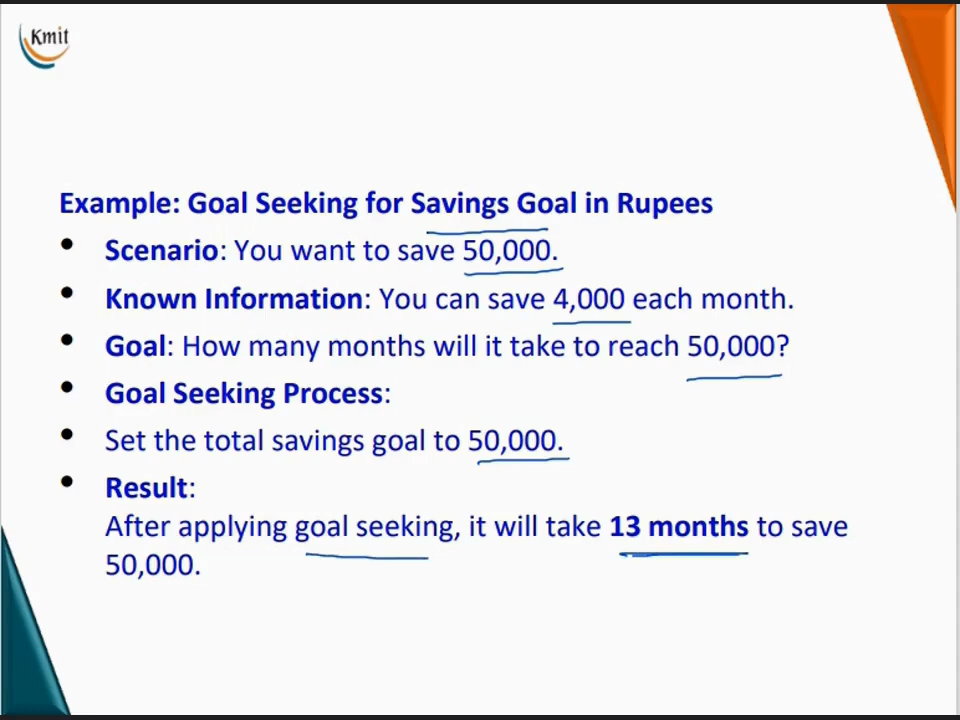 Kmit
Example: Goal Seeking for Savings Goal in Rupees
• Scenario: You want to save 50,000.
• Known Information: You can save 4,000 each month.
• Goal: How many months will it take to reach 50,000?
• Goal Seeking Process:
• Set the total savings goal to 50,000.
• Result:
After applying goal seeking, it will take 13 months to save
50,000.